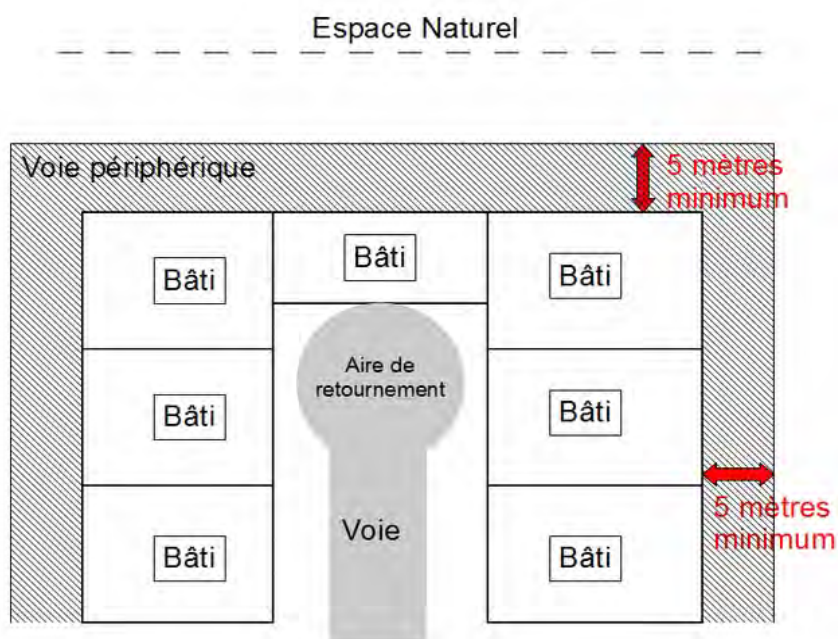 Espace Naturel
Voie périphérique
5 mètres
minimum
Bâti
Bâti
Bâti
Aire de
retournement
Bâti
Bâti
5 mètres
minimum
Voie
Bâti
Bâti